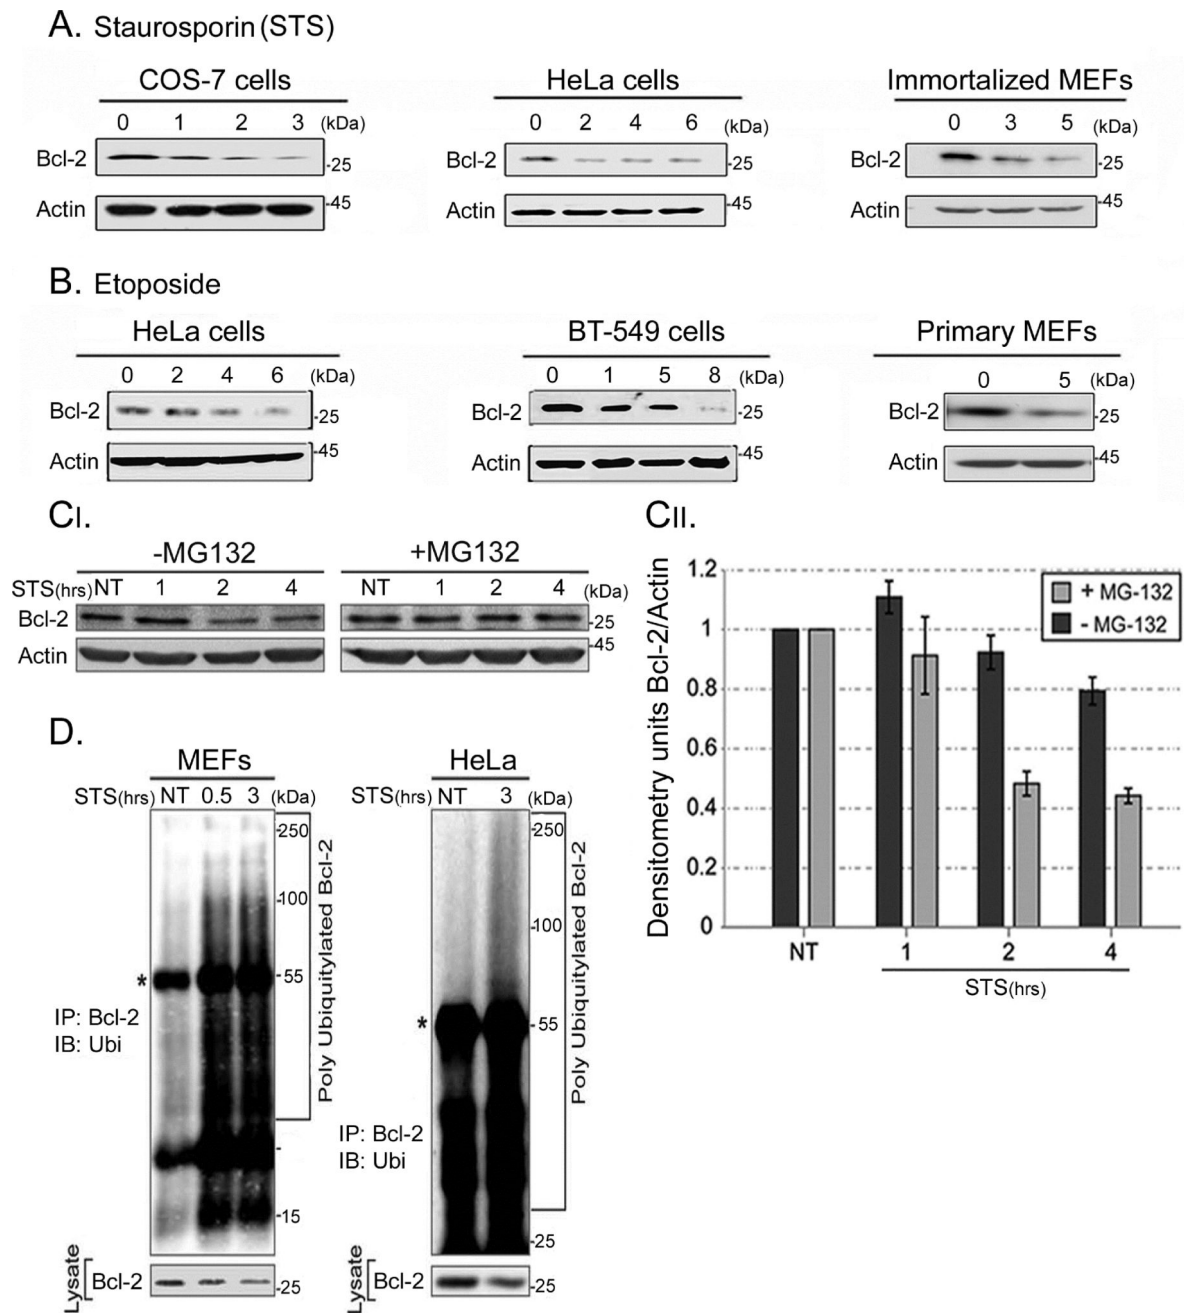 A. Staurosporin (STS)
COS-7 cells
0 1 2 3 (kDa)
Bcl-2 -25
Actin -45
HeLa cells
0 2 4 6 (kDa)
Bcl-2 -25
Actin -45
Immortalized MEFs
0 3 5 (kDa)
Bcl-2 -25
Actin -45
B. Etoposide
HeLa cells
0 2 4 6 (kDa)
Bcl-2 -25
Actin -45
BT-549 cells
0 1 5 8 (kDa)
Bcl-2 -25
Actin -45
Primary MEFs
0 5 (kDa)
Bcl-2 -25
Actin -45
CI.
-MG132 +MG132
STS(hrs) NT 1 2 4 NT 1 2 4 (kDa)
Bcl-2 -25
Actin -45
CII.
Densitometry units Bcl-2/Actin
1.2
1
0.8
0.6
0.4
0.2
0
+ MG-132
- MG-132
NT 1 2 4
STS(hrs)
D.
MEFs
STS(hrs) NT 0.5 3 (kDa)
-250
-100
* -55
-
-15
IP: Bcl-2
IB: Ubi
Poly Ubiquitylated Bcl-2
Lysate
Bcl-2 -25
HeLa
STS(hrs) NT 3 (kDa)
-250
-100
* -55
-25
IP: Bcl-2
IB: Ubi
Poly Ubiquitylated Bcl-2
Lysate
Bcl-2 -25